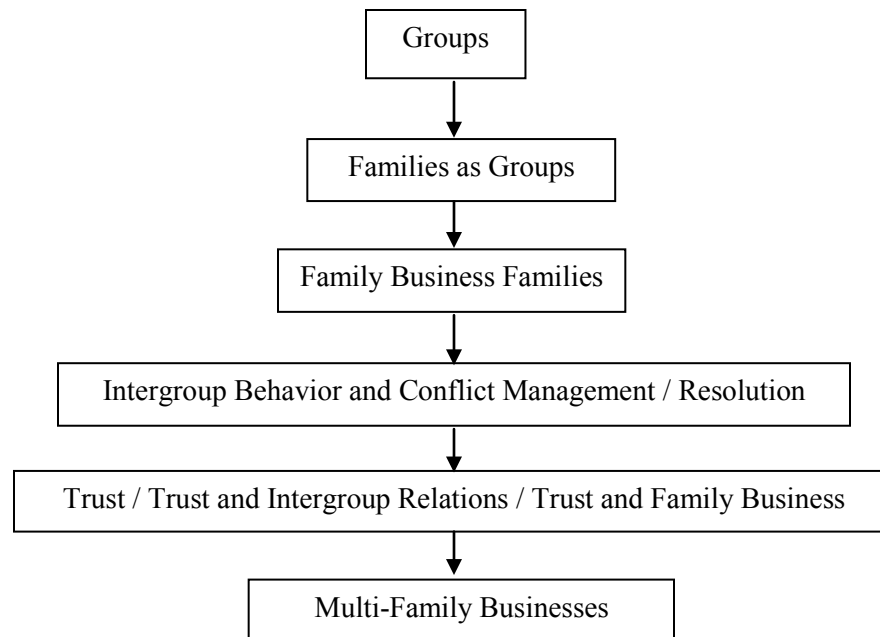 Groups
Families as Groups
Family Business Families
Intergroup Behavior and Conflict Management / Resolution
Trust / Trust and Intergroup Relations / Trust and Family Business
Multi-Family Businesses